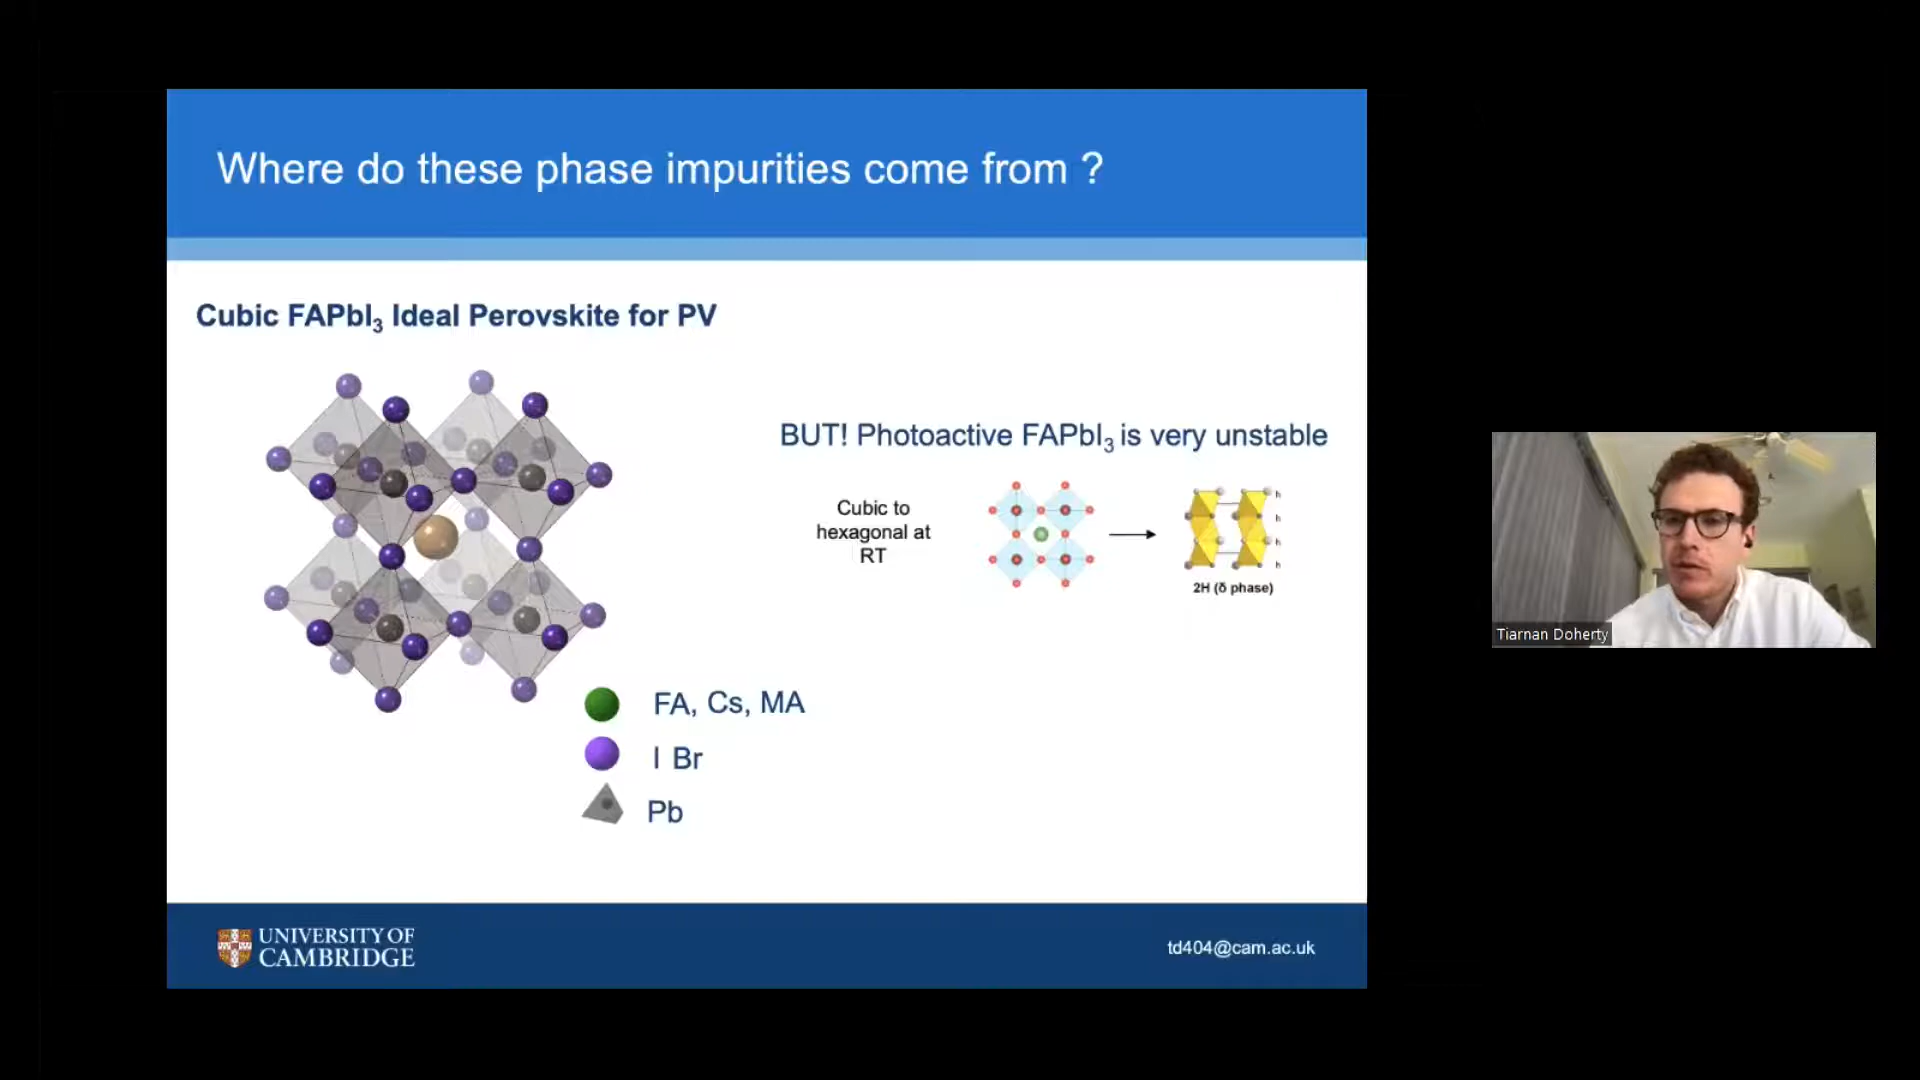 Where do these phase impurities come from ?
Cubic FAPbI₃ Ideal Perovskite for PV
BUT! Photoactive FAPbI₃ is very unstable
Cubic to
hexagonal at
RT
h
h
h
h
2H (δ phase)
FA, Cs, MA
I Br
Pb
UNIVERSITY OF
CAMBRIDGE
td404@cam.ac.uk
Tiarnan Doherty